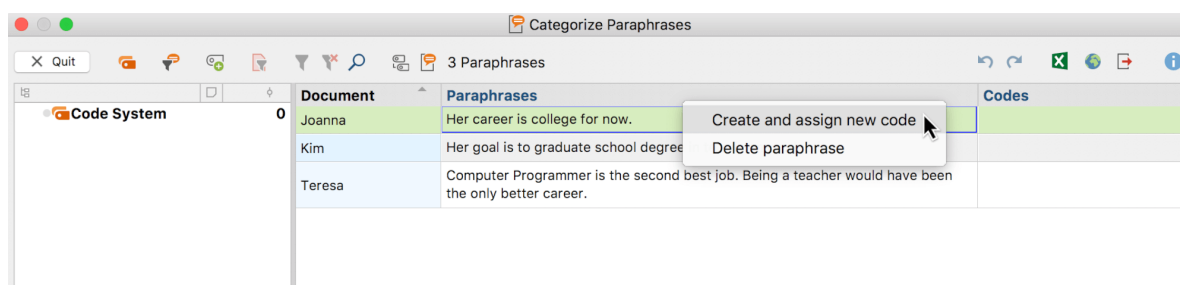 Categorize Paraphrases
X Quit
3 Paraphrases
Code System 0
Document Paraphrases Codes
Joanna Her career is college for now.
Create and assign new code
Kim Her goal is to graduate school degree
Delete paraphrase
Teresa Computer Programmer is the second best job. Being a teacher would have been
the only better career.